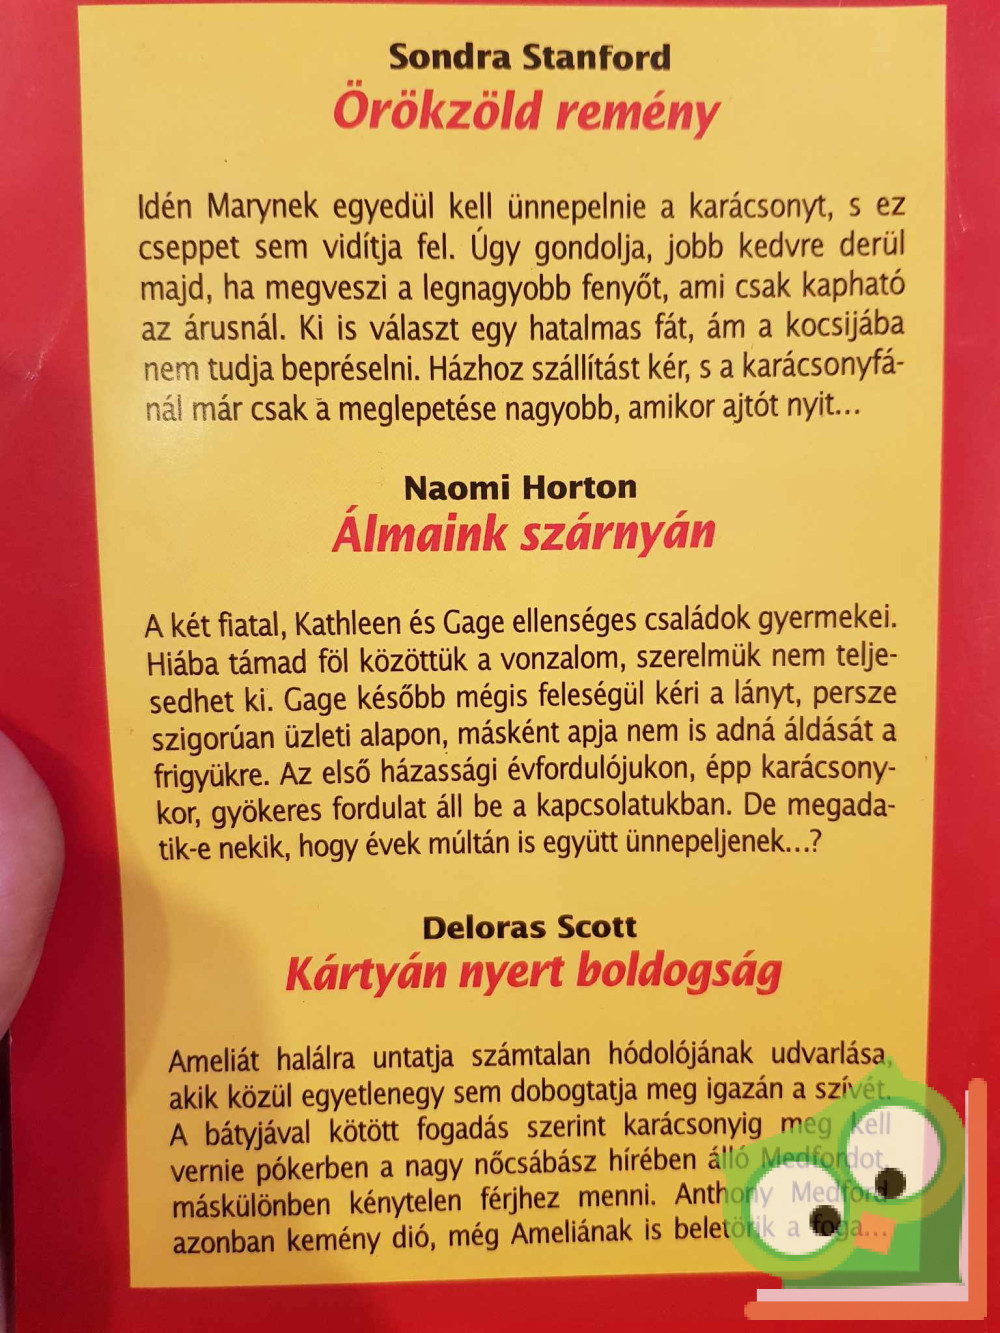 Sondra Stanford
Örökzöld remény
Idén Marynek egyedül kell ünnepelnie a karácsonyt, s ez
cseppet sem vidítja fel. Úgy gondolja, jobb kedvre derül
majd, ha megveszi a legnagyobb fenyőt, ami csak kapható
az árusnál. Ki is választ egy hatalmas fát, ám a kocsijába
nem tudja bepréselni. Házhoz szállítást kér, s a karácsonyfá-
nál már csak a meglepetése nagyobb, amikor ajtót nyit...
Naomi Horton
Álmaink szárnyán
A két fiatal, Kathleen és Gage ellenséges családok gyermekei.
Hiába támad föl közöttük a vonzalom, szerelmük nem telje-
sedhet ki. Gage később mégis feleségül kéri a lányt, persze
szigorúan üzleti alapon, másként apja nem is adná áldását a
frigyükre. Az első házassági évfordulójukon, épp karácsony-
kor, gyökeres fordulat áll be a kapcsolatukban. De megada-
tik-e nekik, hogy évek múltán is együtt ünnepeljenek...?
Deloras Scott
Kártyán nyert boldogság
Ameliát halálra untatja számtalan hódolójának udvarlása,
akik közül egyetlenegy sem dobogtatja meg igazán a szívét.
A bátyjával kötött fogadás szerint karácsonyig meg kell
vernie pókerben a nagy nőcsábász hírében álló Medfordot,
máskülönben kénytelen férjhez menni. Anthony Medford
azonban kemény dió, még Ameliának is beletörik a foga...